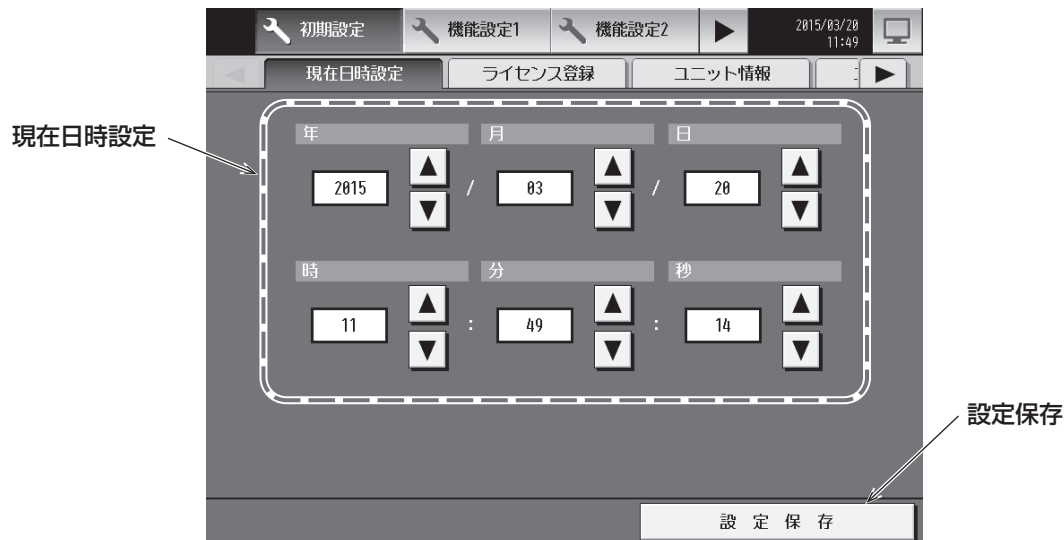 初期設定 機能設定1 機能設定2 2015/03/20
11:49
現在日時設定 ライセンス登録 ユニット情報
現在日時設定
年 月 日
2015 / 03 / 20
時 分 秒
11 : 49 : 14
設定保存
設定保存